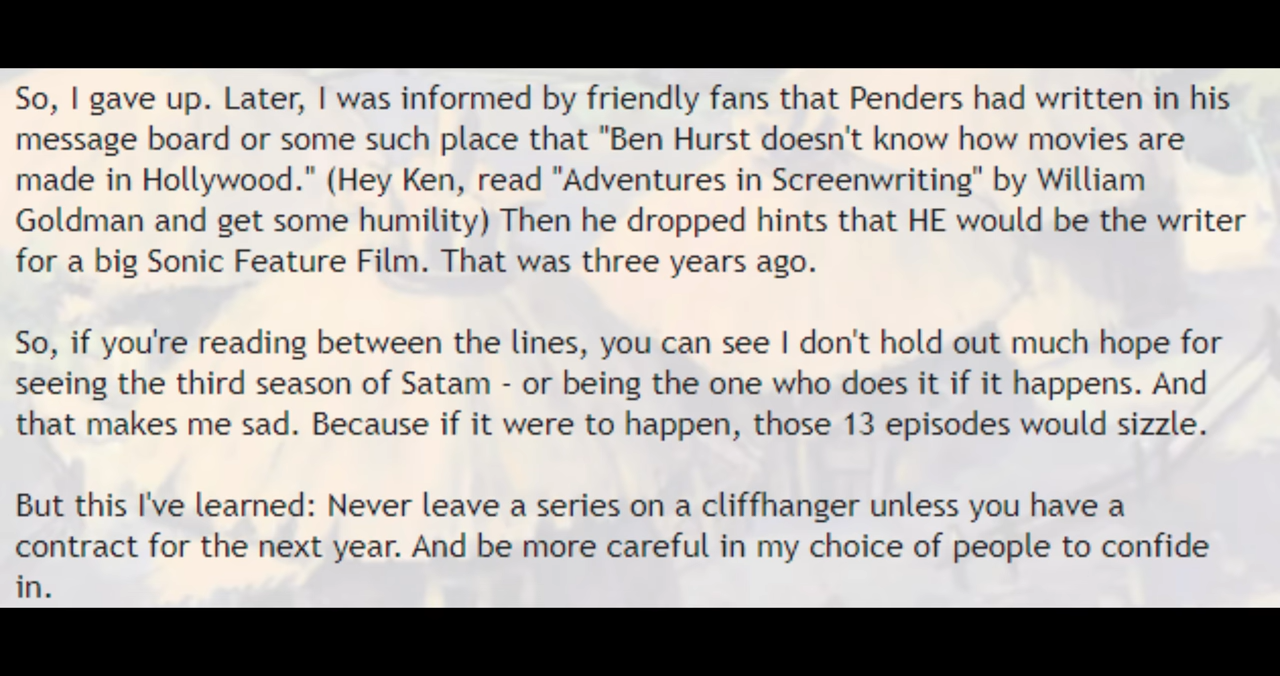 So, I gave up. Later, I was informed by friendly fans that Penders had written in his
message board or some such place that "Ben Hurst doesn't know how movies are
made in Hollywood." (Hey Ken, read "Adventures in Screenwriting" by William
Goldman and get some humility) Then he dropped hints that HE would be the writer
for a big Sonic Feature Film. That was three years ago.
So, if you're reading between the lines, you can see I don't hold out much hope for
seeing the third season of Satam - or being the one who does it if it happens. And
that makes me sad. Because if it were to happen, those 13 episodes would sizzle.
But this I've learned: Never leave a series on a cliffhanger unless you have a
contract for the next year. And be more careful in my choice of people to confide
in.